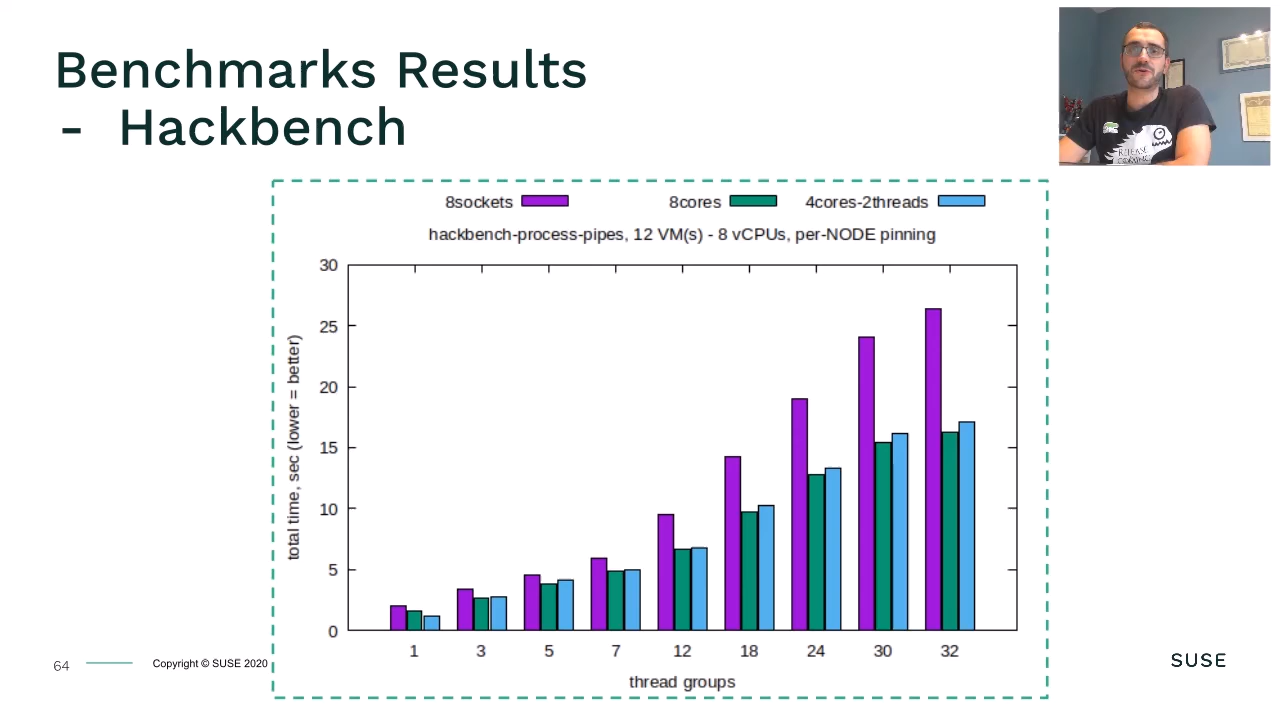 Benchmarks Results
- Hackbench
8sockets 8cores 4cores-2threads
hackbench-process-pipes, 12 VM(s) - 8 vCPUs, per-NODE pinning
30
25
20
15
10
5
0
total time, sec (lower = better)
1 3 5 7 12 18 24 30 32
thread groups
64
Copyright © SUSE 2020
SUSE